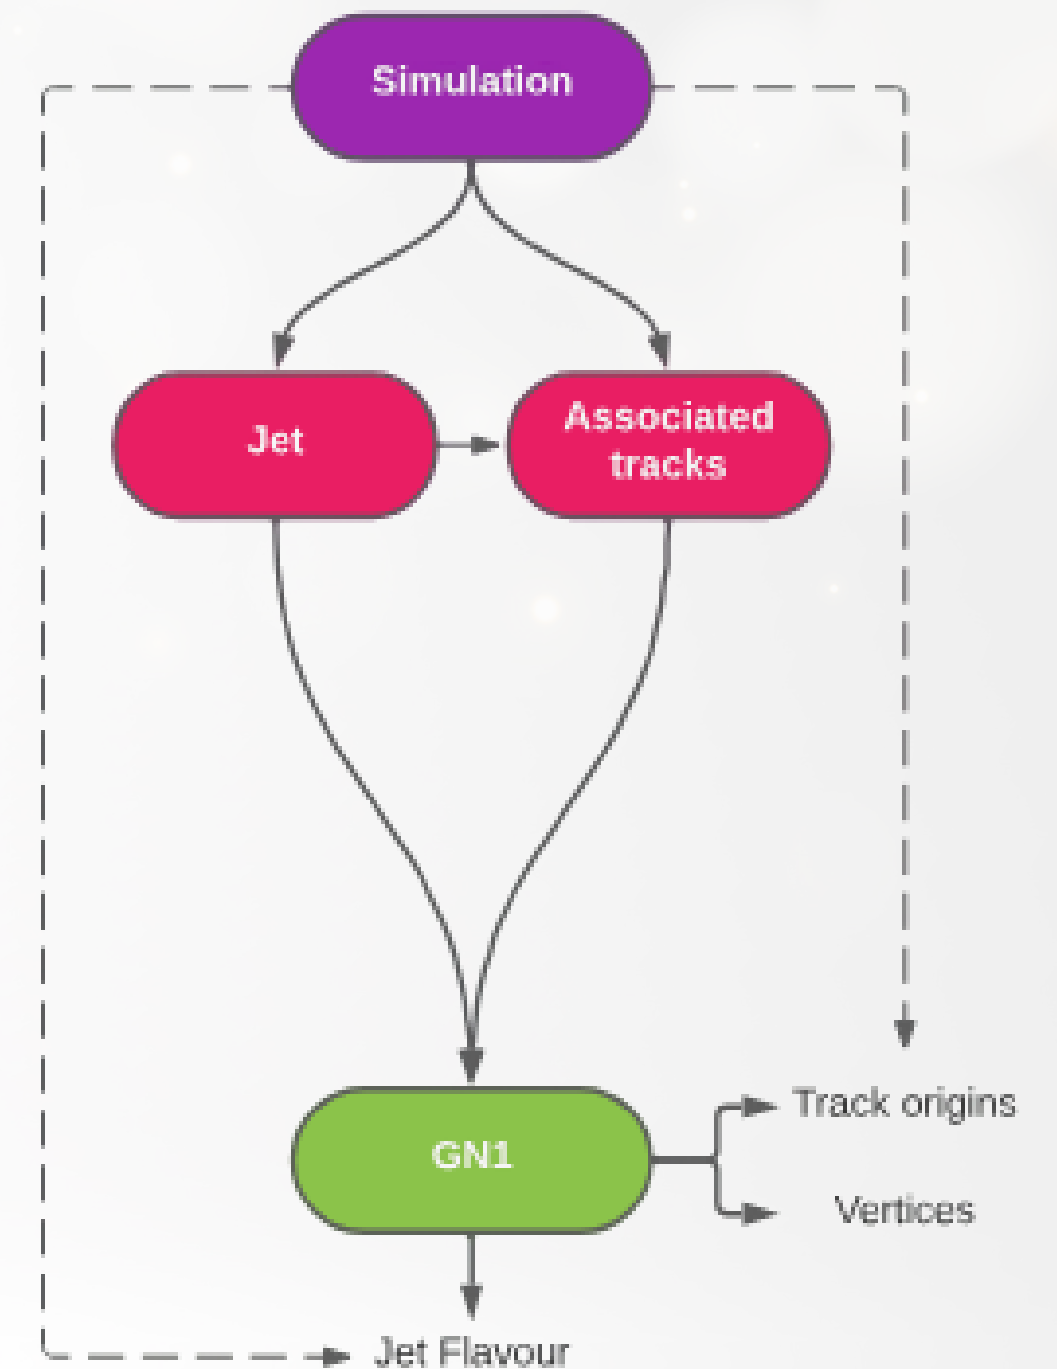 Simulation
Jet
Associated
tracks
GN1
Track origins
Vertices
Jet Flavour